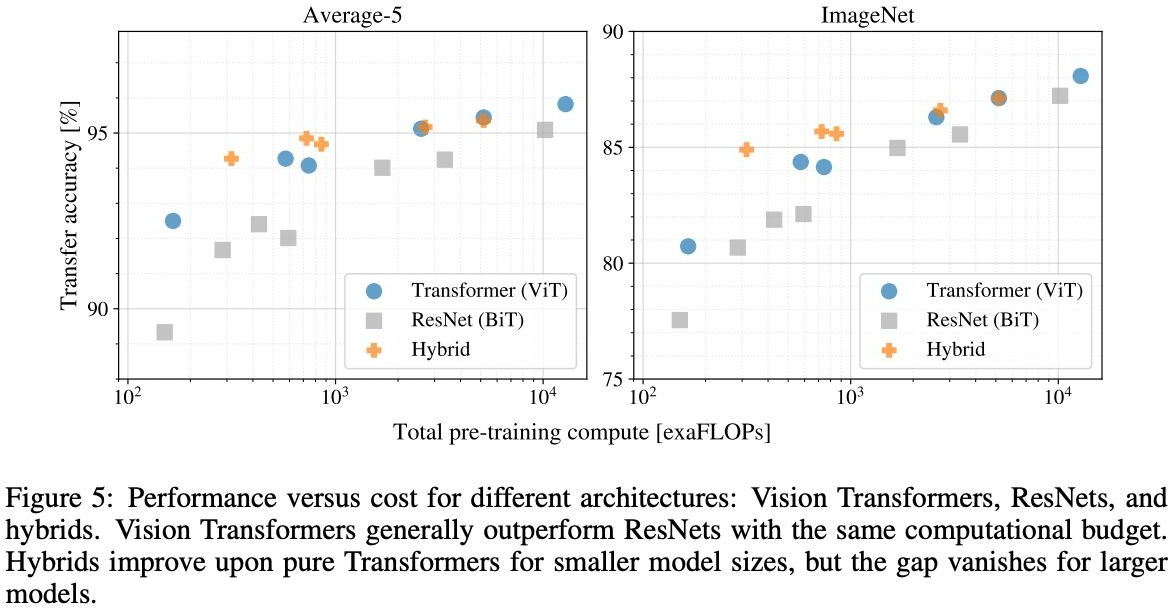 Average-5
ImageNet
Transfer accuracy [%]
95
90
10²
10³
10⁴
Transformer (ViT)
ResNet (BiT)
Hybrid
90
85
80
75
10²
10³
10⁴
Transformer (ViT)
ResNet (BiT)
Hybrid
Total pre-training compute [exaFLOPs]
Figure 5: Performance versus cost for different architectures: Vision Transformers, ResNets, and
hybrids. Vision Transformers generally outperform ResNets with the same computational budget.
Hybrids improve upon pure Transformers for smaller model sizes, but the gap vanishes for larger
models.